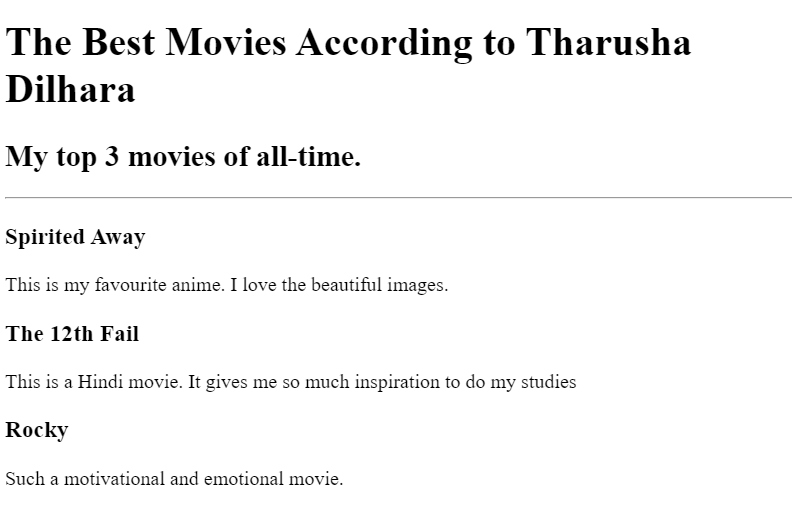 The Best Movies According to Tharusha
Dilhara
My top 3 movies of all-time.
Spirited Away
This is my favourite anime. I love the beautiful images.
The 12th Fail
This is a Hindi movie. It gives me so much inspiration to do my studies
Rocky
Such a motivational and emotional movie.